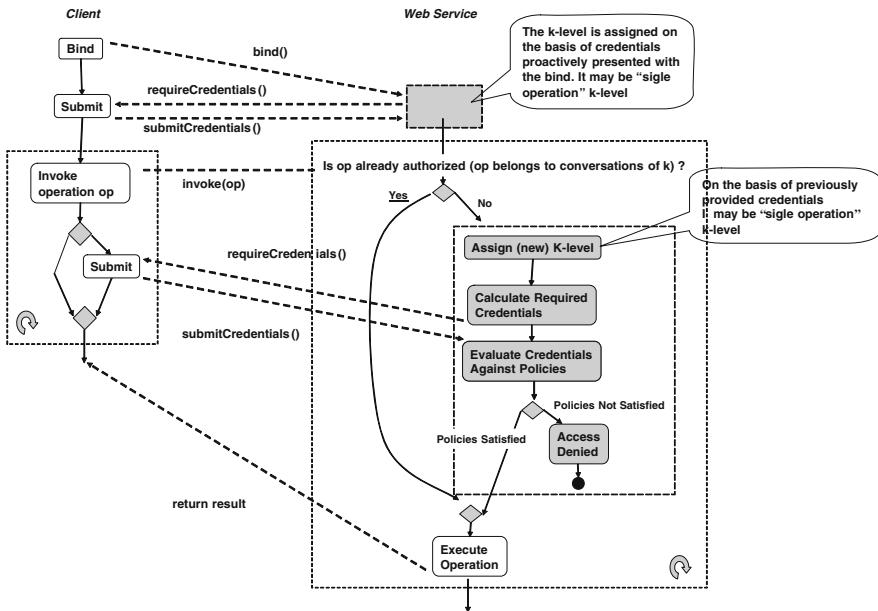 Client
Web Service
Bind
bind()
The k-level is assigned on
the basis of credentials
proactively presented with
the bind. It may be “sigle
operation” k-level
requireCredentials()
Submit
submitCredentials()
Invoke
operation op
invoke(op)
Is op already authorized (op belongs to conversations of k) ?
Yes
No
On the basis of previously
provided credentials
It may be “sigle operation”
k-level
Assign (new) K-level
requireCredentials()
Submit
Calculate Required
Credentials
submitCredentials()
Evaluate Credentials
Against Policies
Policies Not Satisfied
Policies Satisfied
Access
Denied
return result
Execute
Operation